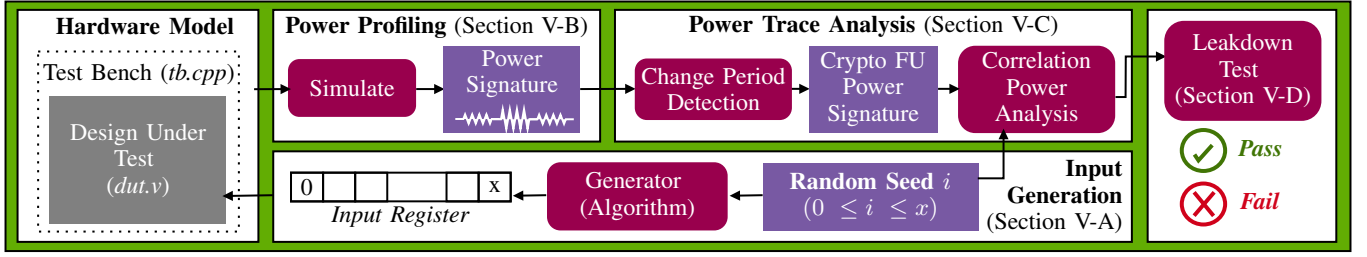 Hardware Model
Test Bench (tb.cpp)
Design Under
Test
(dut.v)
Power Profiling (Section V-B)
Simulate
Power
Signature
Power Trace Analysis (Section V-C)
Change Period
Detection
Crypto FU
Power
Signature
Correlation
Power
Analysis
Leakdown
Test
(Section V-D)
Pass
Fail
0 x
Input Register
Generator
(Algorithm)
Random Seed i
(0 ≤ i ≤ x)
Input
Generation
(Section V-A)